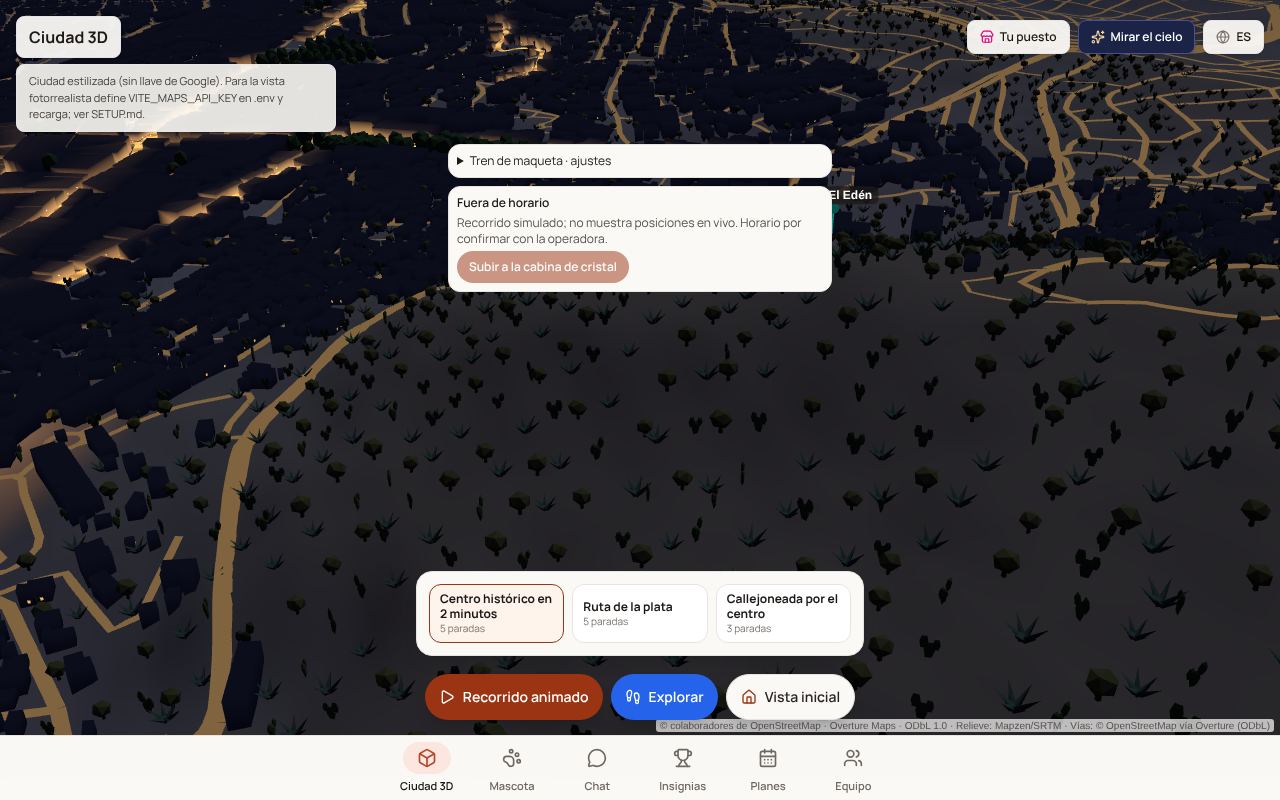 Ciudad 3D
Tu puesto
Mirar el cielo
ES
Ciudad estilizada (sin llave de Google). Para la vista
fotorrealista define VITE_MAPS_API_KEY en .env y
recarga; ver SETUP.md.
Tren de maqueta · ajustes
El Edén
Fuera de horario
Recorrido simulado; no muestra posiciones en vivo. Horario por
confirmar con la operadora.
Subir a la cabina de cristal
Centro histórico en
2 minutos
5 paradas
Ruta de la plata
5 paradas
Callejoneada por el
centro
3 paradas
Recorrido animado
Explorar
Vista inicial
© colaboradores de OpenStreetMap · Overture Maps · ODbL 1.0 · Relieve: Mapzen/SRTM · Vías: © OpenStreetMap vía Overture (ODbL)
Ciudad 3D
Mascota
Chat
Insignias
Planes
Equipo